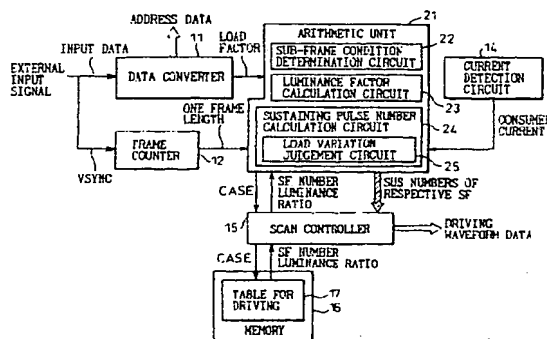 ADDRESS DATA
11
LOAD
FACTOR
21
ARITHMETIC UNIT
22
SUB-FRAME CONDITION
DETERMINATION CIRCUIT
LUMINANCE FACTOR
CALCULATION CIRCUIT
23
SUSTAINING PULSE NUMBER
CALCULATION CIRCUIT
24
LOAD VARIATION
JUDGEMENT CIRCUIT
25
14
CURRENT
DETECTION
CIRCUIT
CONSUMED
CURRENT
INPUT DATA
EXTERNAL
INPUT
SIGNAL
DATA CONVERTER
ONE FRAME
LENGTH
FRAME
COUNTER
12
VSYNC
CASE
SF NUMBER
LUMINANCE
RATIO
SUS NUMBERS OF
RESPECTIVE SF
15
SCAN CONTROLLER
DRIVING
WAVEFORM DATA
CASE
SF NUMBER
LUMINANCE RATIO
TABLE FOR
DRIVING
17
16
MEMORY